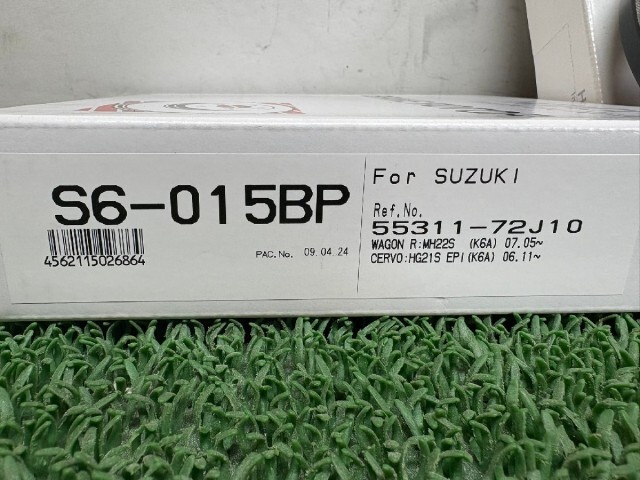 S6-015BP
4562115026864
PAC.No. 09.04.24
For SUZUKI
Ref.No.
55311-72J10
WAGON R:MH22S (K6A) 07.05~
CERVO:HG21S EPI(K6A) 06.11~